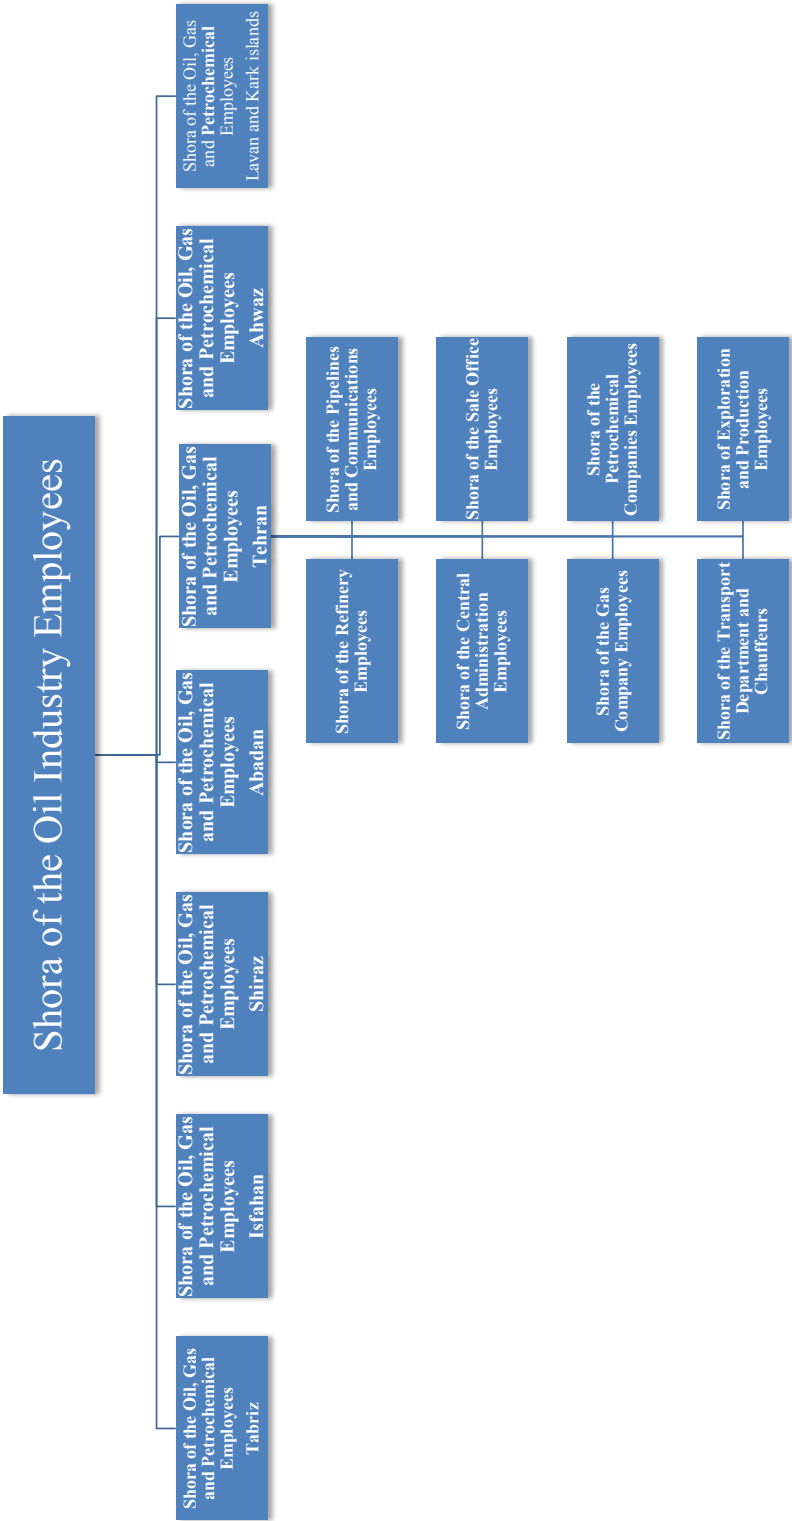 Shora of the Oil Industry Employees
Shora of the Oil, Gas
and Petrochemical
Employees
Tabriz
Shora of the Oil, Gas
and Petrochemical
Employees
Isfahan
Shora of the Oil, Gas
and Petrochemical
Employees
Shiraz
Shora of the Oil, Gas
and Petrochemical
Employees
Abadan
Shora of the Oil, Gas
and Petrochemical
Employees
Tehran
Shora of the Oil, Gas
and Petrochemical
Employees
Ahwaz
Shora of the Oil, Gas
and Petrochemical
Employees
Lavan and Kark islands
Shora of the Refinery
Employees
Shora of the Pipelines
and Communications
Employees
Shora of the Central
Administration
Employees
Shora of the Sale Office
Employees
Shora of the Gas
Company Employees
Shora of the
Petrochemical
Companies Employees
Shora of the Transport
Department and
Chauffeurs
Shora of Exploration
and Production
Employees